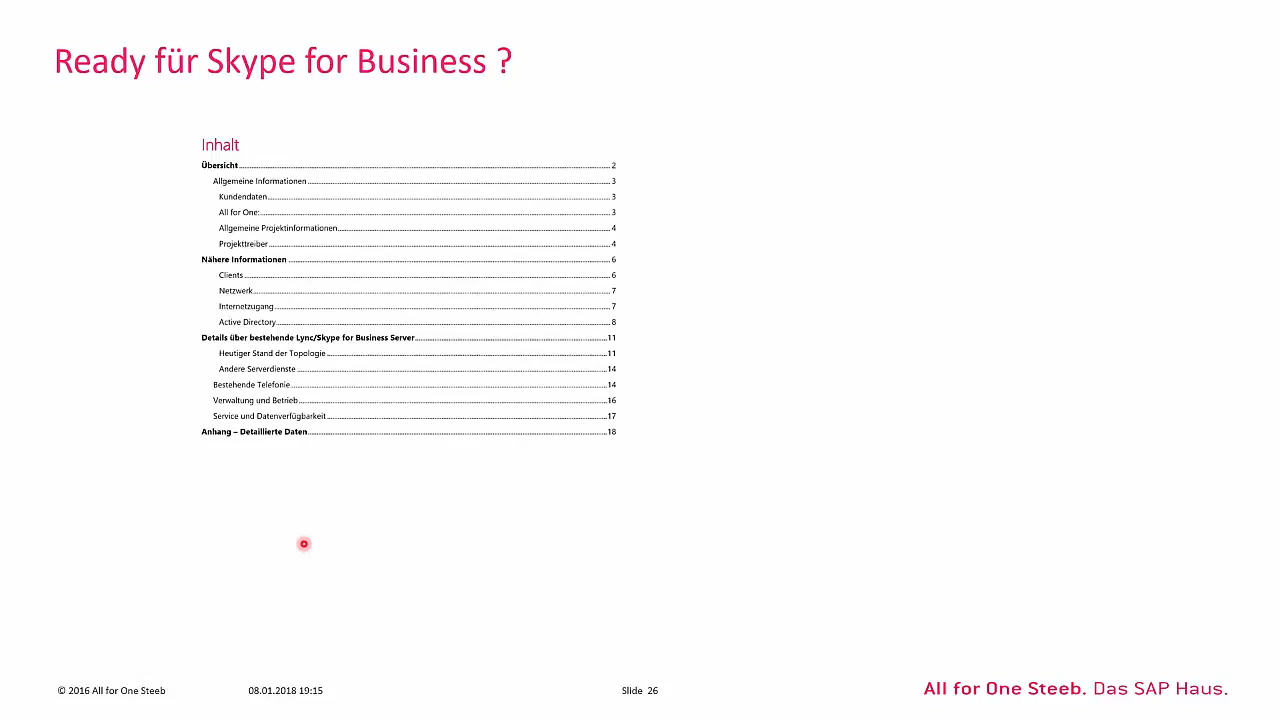 Ready für Skype for Business ?
Inhalt
Übersicht 2
Allgemeine Informationen 3
Kundendaten 3
All for One: 3
Allgemeine Projektinformationen 4
Projekttreiber 4
Nähere Informationen 6
Clients 6
Netzwerk 7
Internetzugang 7
Active Directory 8
Details über bestehende Lync/Skype for Business Server 11
Heutiger Stand der Topologie 11
Andere Serverdienste 14
Bestehende Telefonie 14
Verwaltung und Betrieb 16
Service und Datenverfügbarkeit 17
Anhang – Detaillierte Daten 18
© 2016 All for One Steeb 08.01.2018 19:15 Slide 26 All for One Steeb. Das SAP Haus.